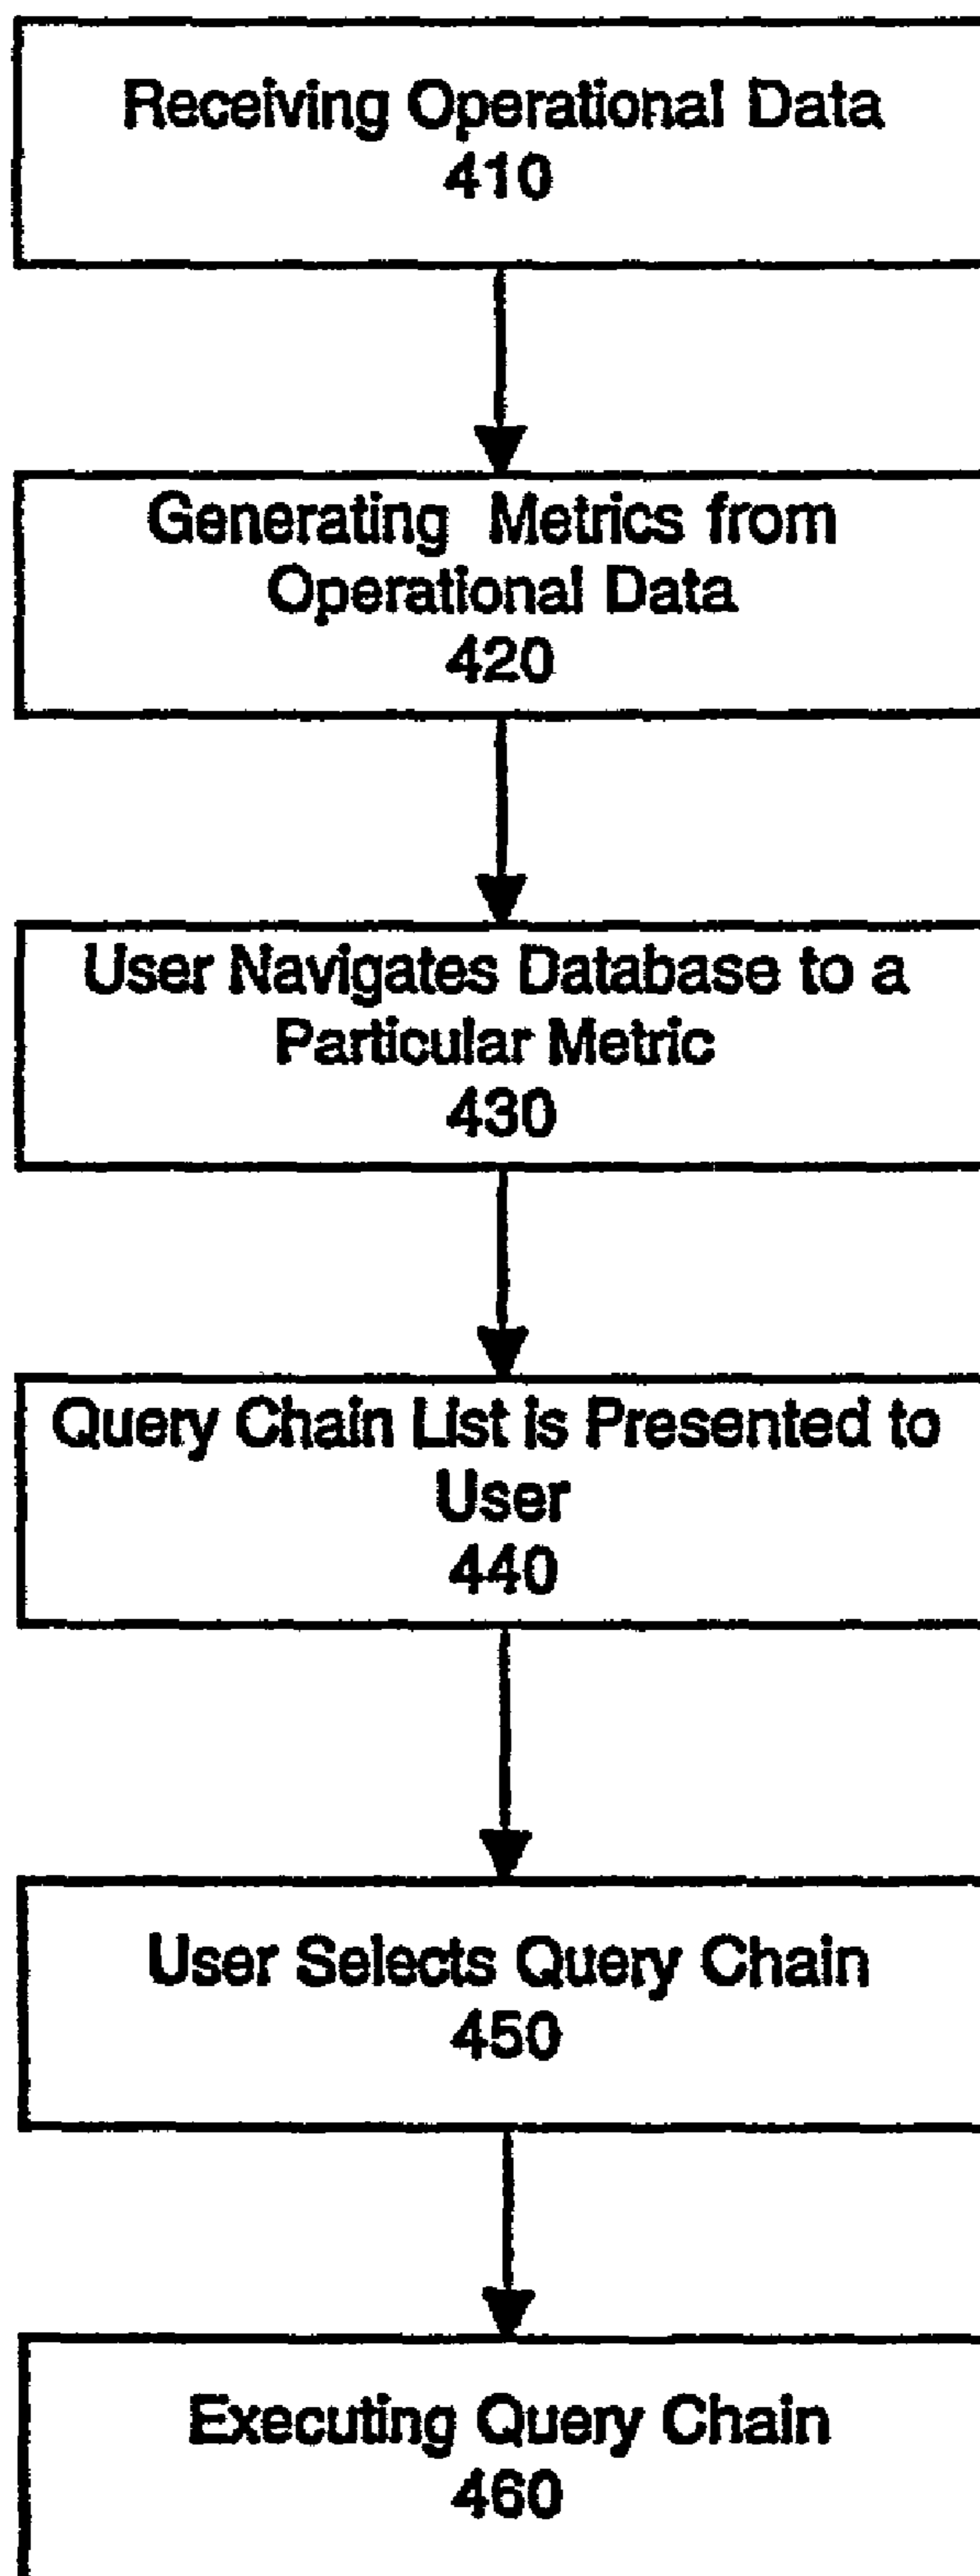 Receiving Operational Data
410
Generating Metrics from
Operational Data
420
User Navigates Database to a
Particular Metric
430
Query Chain List is Presented to
User
440
User Selects Query Chain
450
Executing Query Chain
460